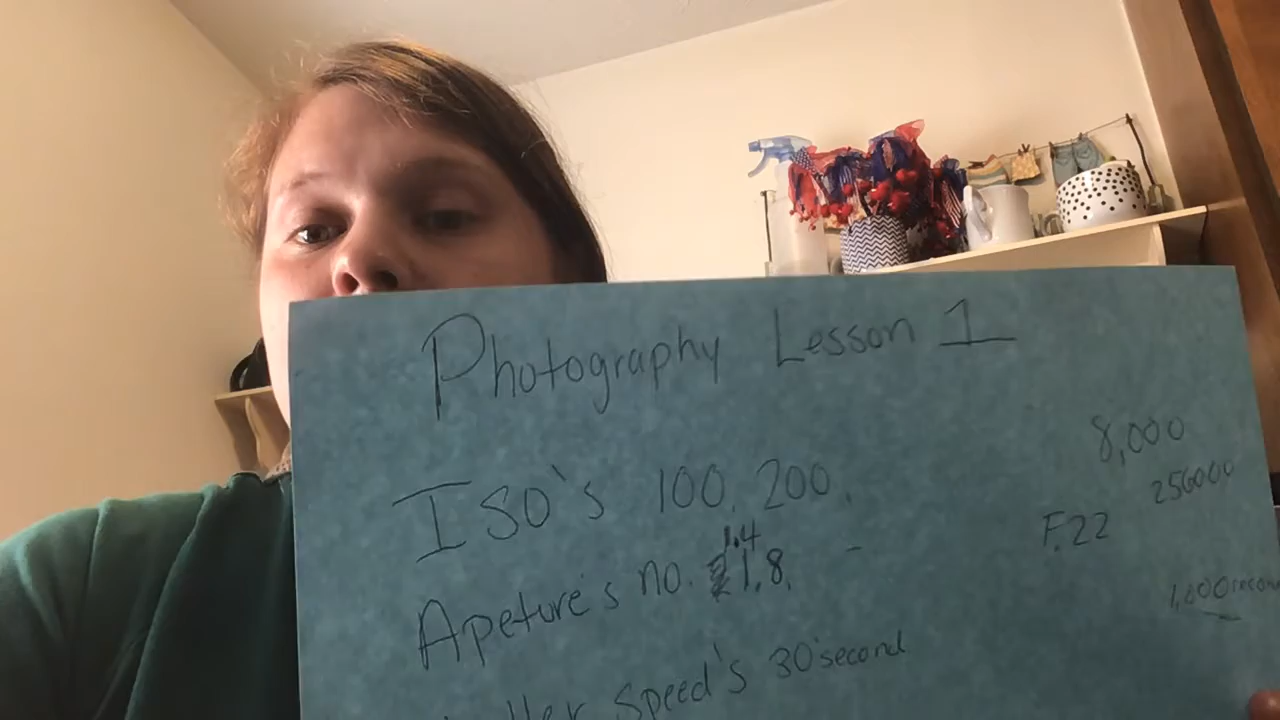 Photography Lesson 1
ISO's 100, 200, 8,000
256000
Apeture's no. 1.4 1.8, - F.22
Speed's 30 second 1,000